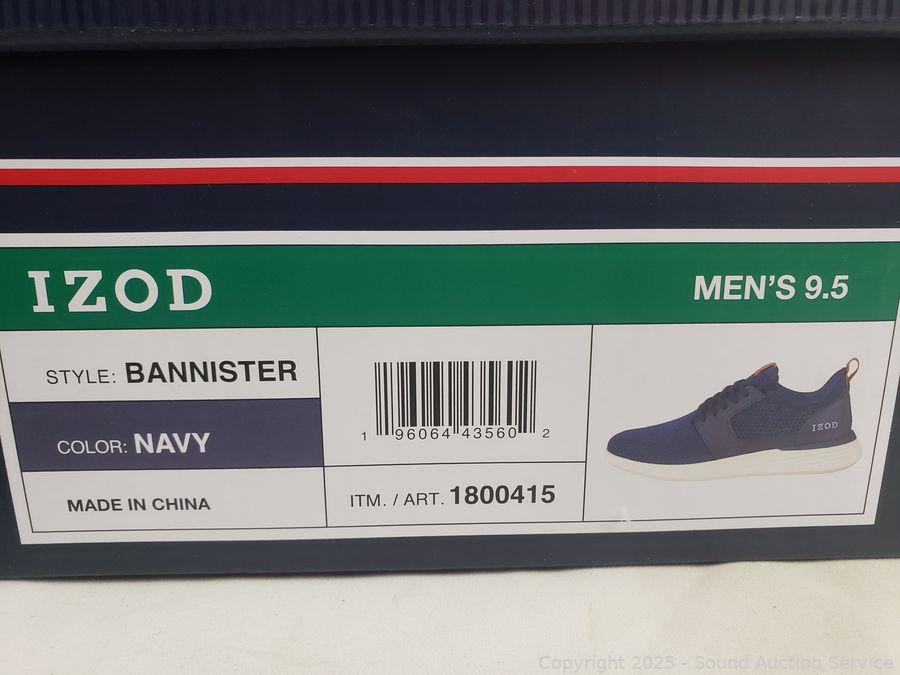 IZOD
MEN'S 9.5
STYLE: BANNISTER
COLOR: NAVY
MADE IN CHINA
1 96064 43560 2
ITM. / ART. 1800415
IZOD
Copyright 2025 - Sound Auction Service